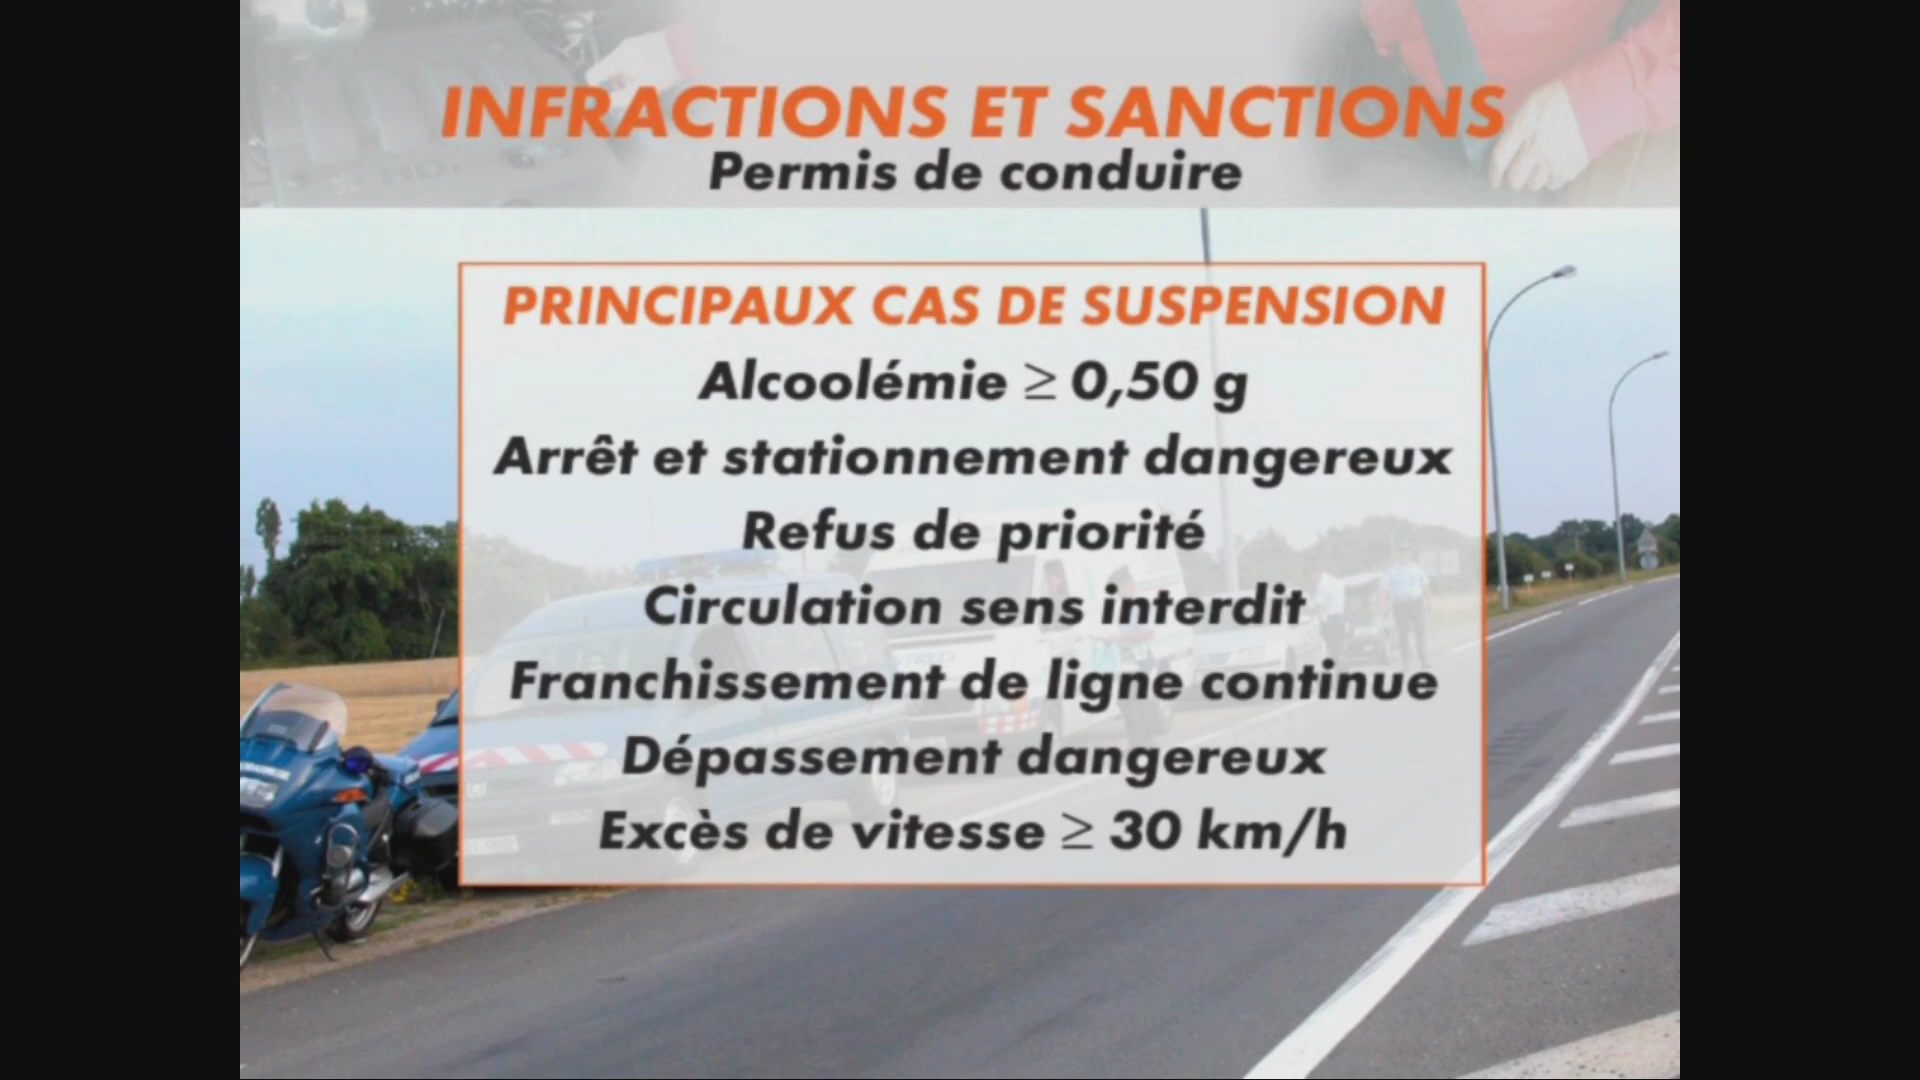 INFRACTIONS ET SANCTIONS
Permis de conduire
PRINCIPAUX CAS DE SUSPENSION
Alcoolémie ≥ 0,50 g
Arrêt et stationnement dangereux
Refus de priorité
Circulation sens interdit
Franchissement de ligne continue
Dépassement dangereux
Excès de vitesse ≥ 30 km/h